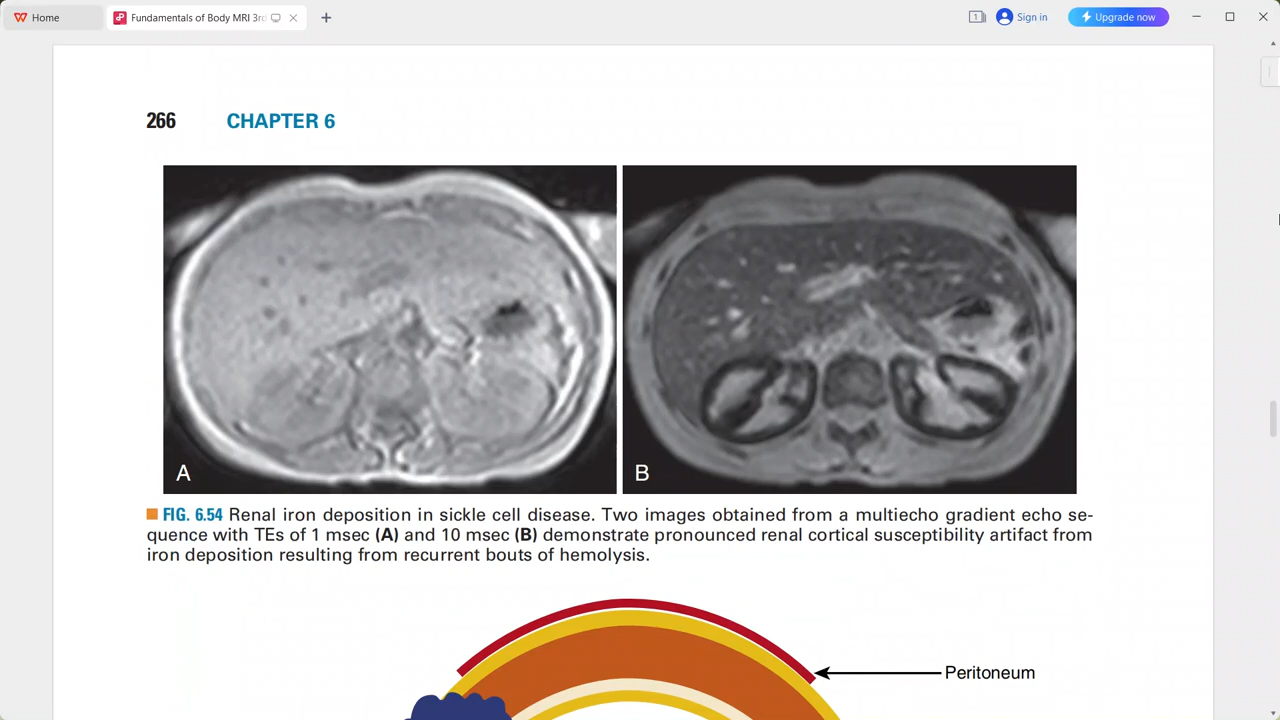 Home
Fundamentals of Body MRI 3rd
1
Sign in
Upgrade now
266 CHAPTER 6
A
B
FIG. 6.54 Renal iron deposition in sickle cell disease. Two images obtained from a multiecho gradient echo se-
quence with TEs of 1 msec (A) and 10 msec (B) demonstrate pronounced renal cortical susceptibility artifact from
iron deposition resulting from recurrent bouts of hemolysis.
Peritoneum